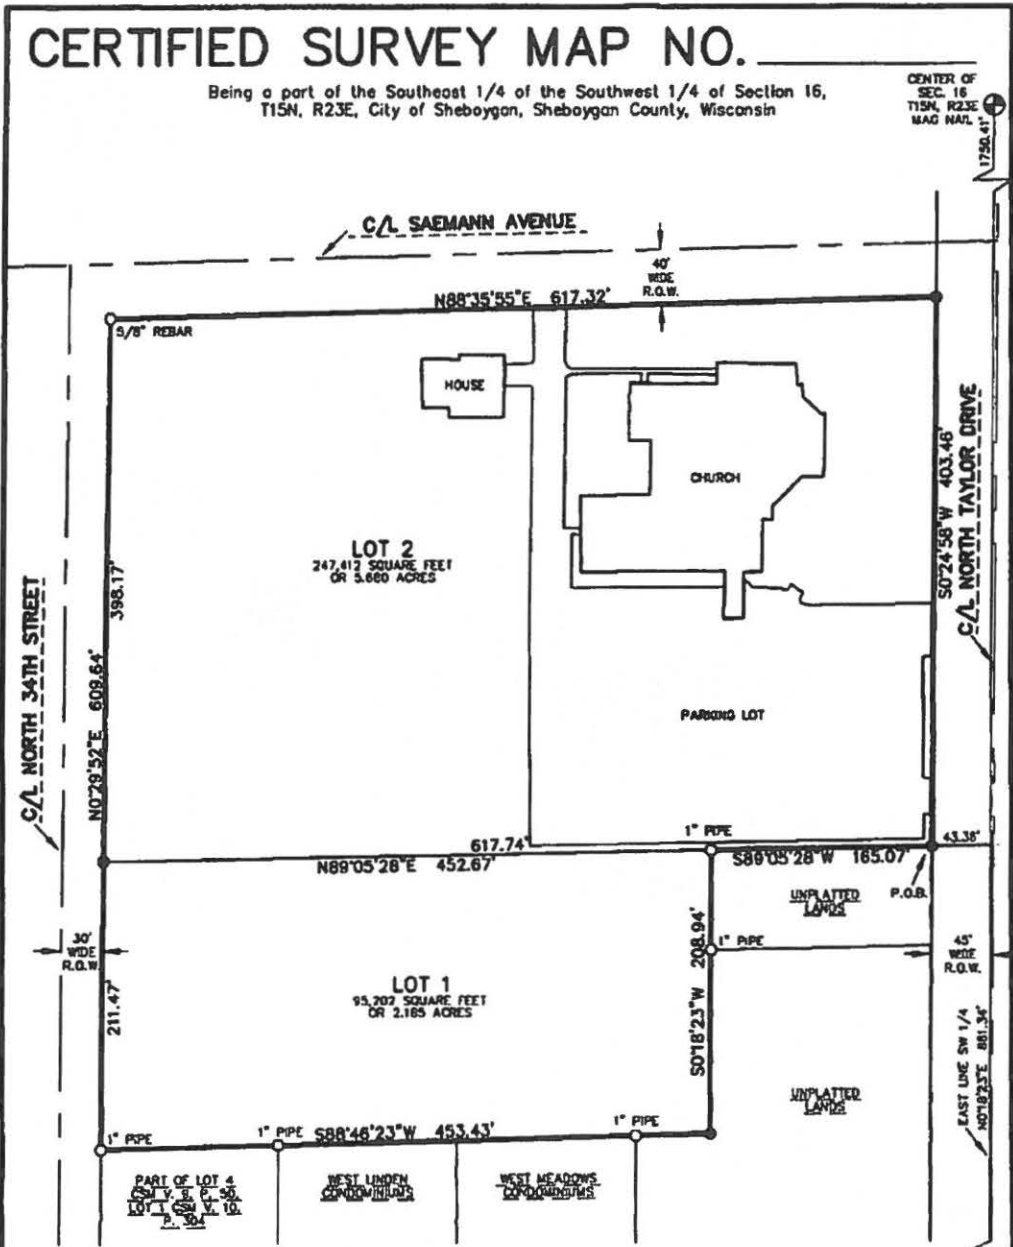 CERTIFIED SURVEY MAP NO.
Being a part of the Southeast 1/4 of the Southwest 1/4 of Section 16,
T15N, R23E, City of Sheboygan, Sheboygan County, Wisconsin
CENTER OF
SEC. 16
T15N, R23E
MAG NAIL
1750.41'
C/L SAEMANN AVENUE
40'
WIDE
R.O.W.
N88°35'55"E 617.32'
5/8" REBAR
HOUSE
CHURCH
S0°24'58"W 403.46'
C/L NORTH TAYLOR DRIVE
LOT 2
247,412 SQUARE FEET
OR 5.680 ACRES
398.17'
C/L NORTH 34TH STREET
N0°29'52"E 609.64'
PARKING LOT
1" PIPE
43.38'
617.74'
N89°05'28"E 452.67'
S89°05'28"W 165.07'
P.O.B.
UNPLATTED
LANDS
30'
WIDE
R.O.W.
208.94'
S0°18'23"W
1" PIPE
45'
WIDE
R.O.W.
LOT 1
95,202 SQUARE FEET
OR 2.185 ACRES
211.47'
EAST LINE SW 1/4
N0°18'23"E 881.34'
UNPLATTED
LANDS
1" PIPE
1" PIPE
S88°46'23"W 453.43'
1" PIPE
PART OF LOT 4
CSM V. P.
LOT 1 CSM V. 10,
P. 304
WEST LINDEN
CONDOMINIUMS
WEST MEADOWS
CONDOMINIUMS